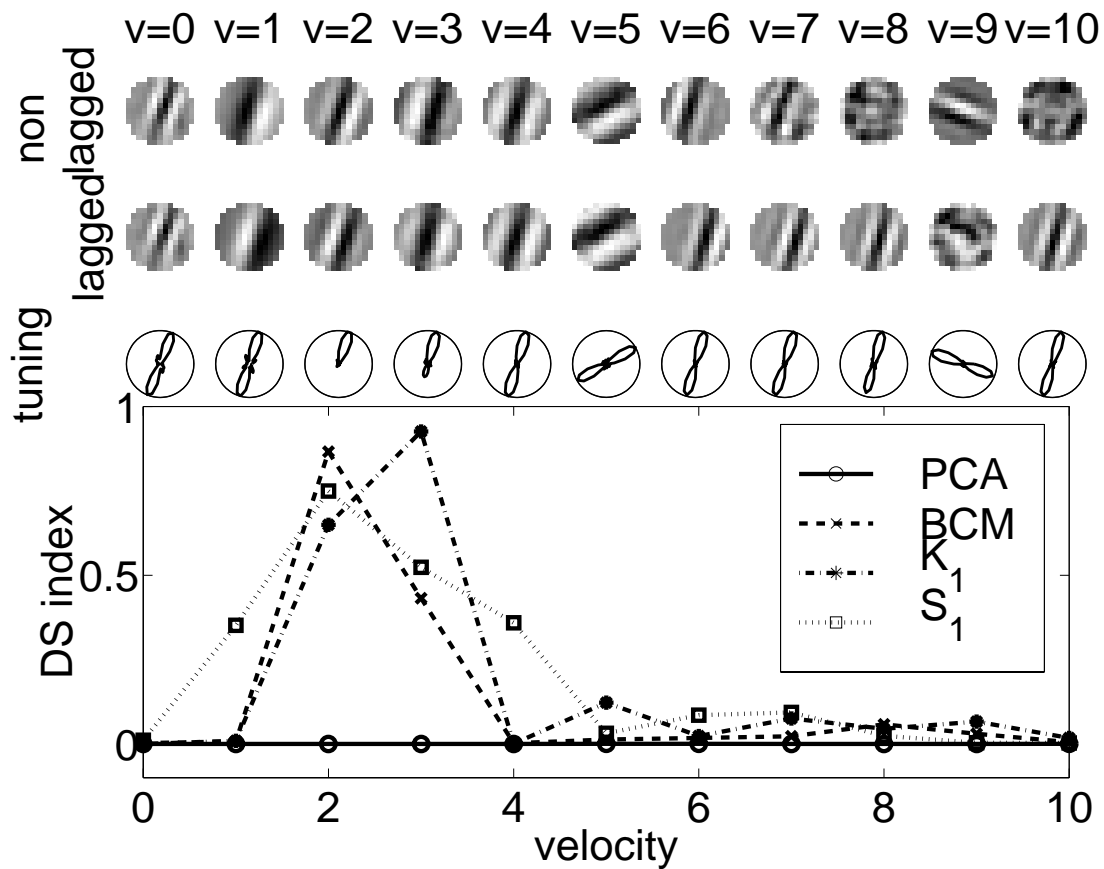 v=0 v=1 v=2 v=3 v=4 v=5 v=6 v=7 v=8 v=9 v=10
non
lagged
lagged
tuning
1
0.5
0
DS index
PCA
BCM
K1
S1
0 2 4 6 8 10
velocity